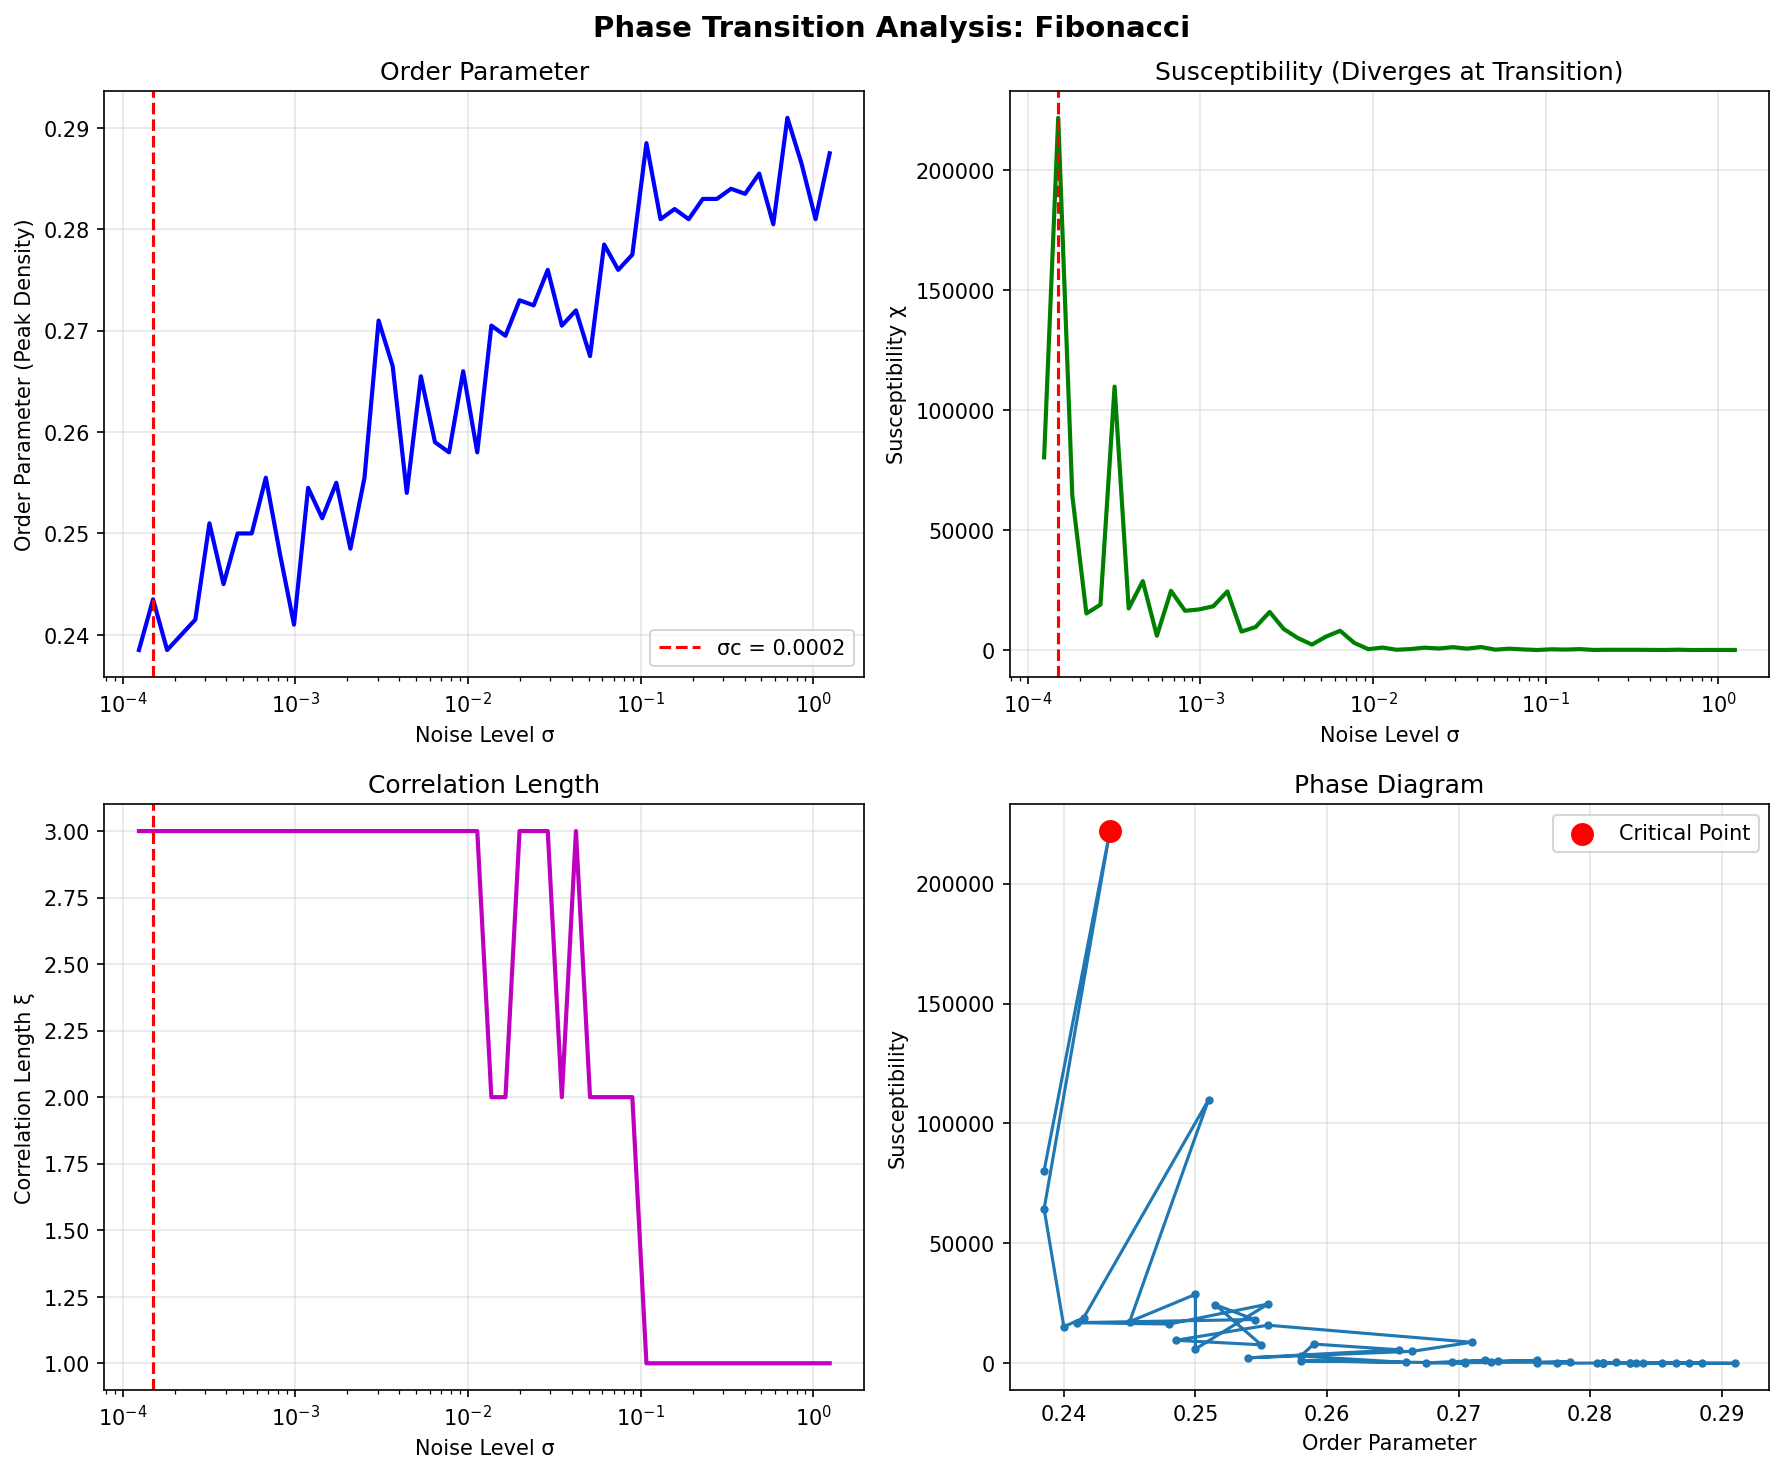 Phase Transition Analysis: Fibonacci
Order Parameter
Order Parameter (Peak Density)
0.29
0.28
0.27
0.26
0.25
0.24
σc = 0.0002
10⁻⁴ 10⁻³ 10⁻² 10⁻¹ 10⁰
Noise Level σ
Susceptibility (Diverges at Transition)
Susceptibility χ
200000
150000
100000
50000
0
10⁻⁴ 10⁻³ 10⁻² 10⁻¹ 10⁰
Noise Level σ
Correlation Length
Correlation Length ξ
3.00
2.75
2.50
2.25
2.00
1.75
1.50
1.25
1.00
10⁻⁴ 10⁻³ 10⁻² 10⁻¹ 10⁰
Noise Level σ
Phase Diagram
Critical Point
Susceptibility
200000
150000
100000
50000
0
0.24 0.25 0.26 0.27 0.28 0.29
Order Parameter